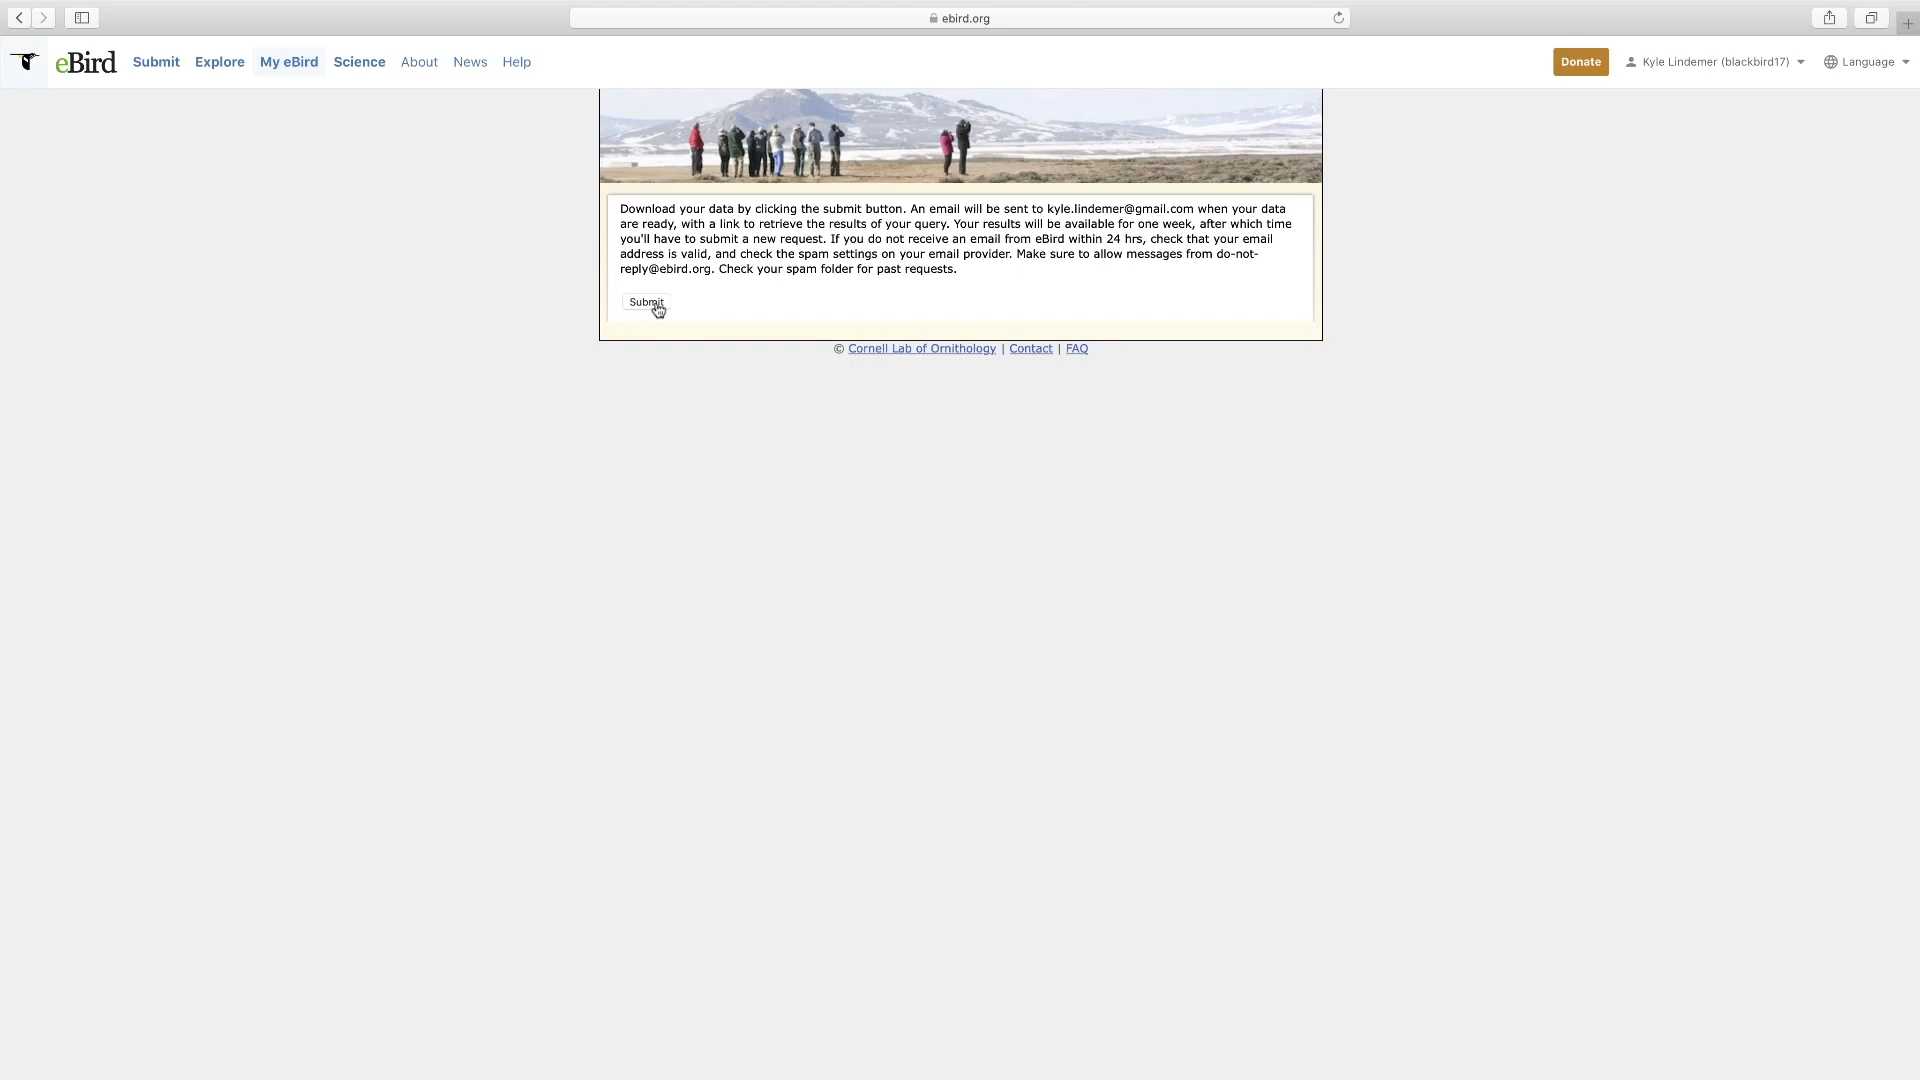 ebird.org
eBird Submit Explore My eBird Science About News Help Donate Kyle Lindemer (blackbird17) Language
Download your data by clicking the submit button. An email will be sent to kyle.lindemer@gmail.com when your data
are ready, with a link to retrieve the results of your query. Your results will be available for one week, after which time
you'll have to submit a new request. If you do not receive an email from eBird within 24 hrs, check that your email
address is valid, and check the spam settings on your email provider. Make sure to allow messages from do-not-
reply@ebird.org. Check your spam folder for past requests.
Submit
© Cornell Lab of Ornithology | Contact | FAQ